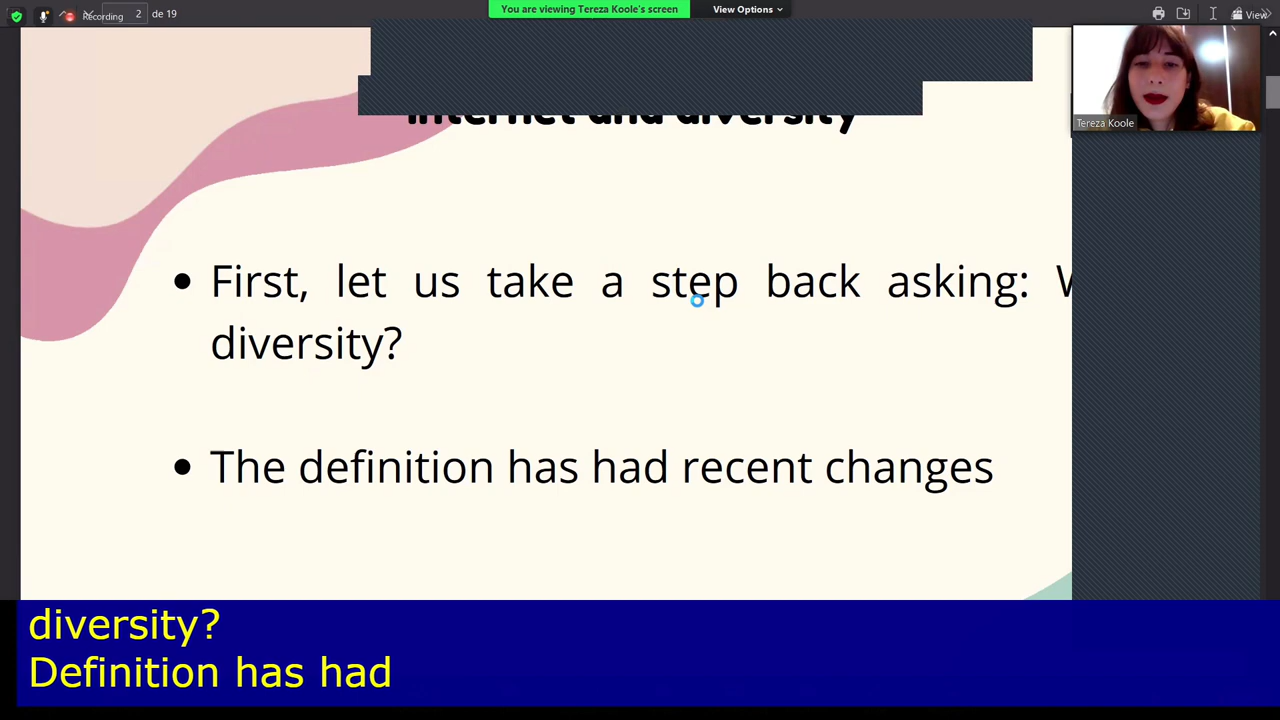 Recording 2 de 19 You are viewing Tereza Koole's screen View Options View
Internet and diversity
Tereza Koole
First, let us take a step back asking:
diversity?
The definition has had recent changes
diversity?
Definition has had